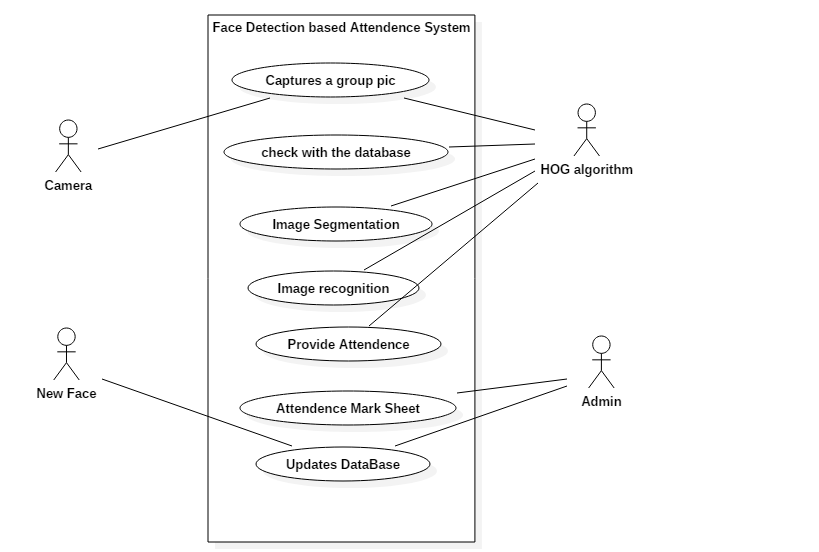 Face Detection based Attendence System
Captures a group pic
check with the database
HOG algorithm
Camera
Image Segmentation
Image recognition
Provide Attendence
New Face
Admin
Attendence Mark Sheet
Updates DataBase